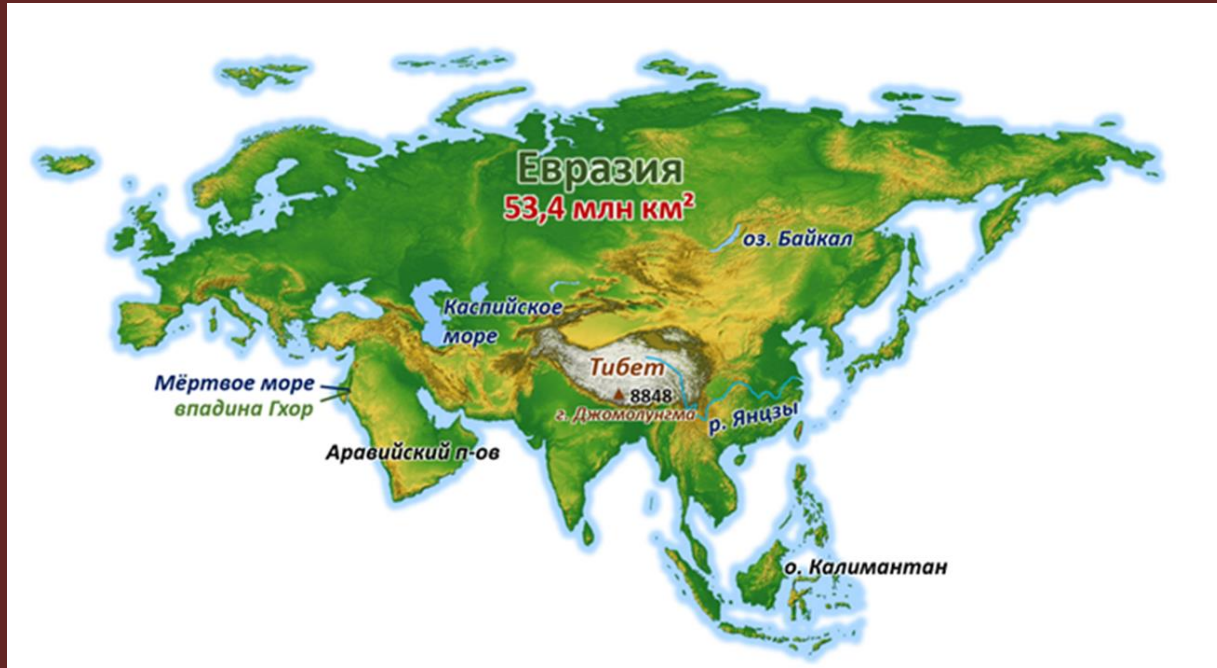 Евразия
53,4 млн км²
оз. Байкал
Каспийское
море
Тибет
8848
г. Джомолунгма
р. Янцзы
Мёртвое море
впадина Гхор
Аравийский п-ов
о. Калимантан